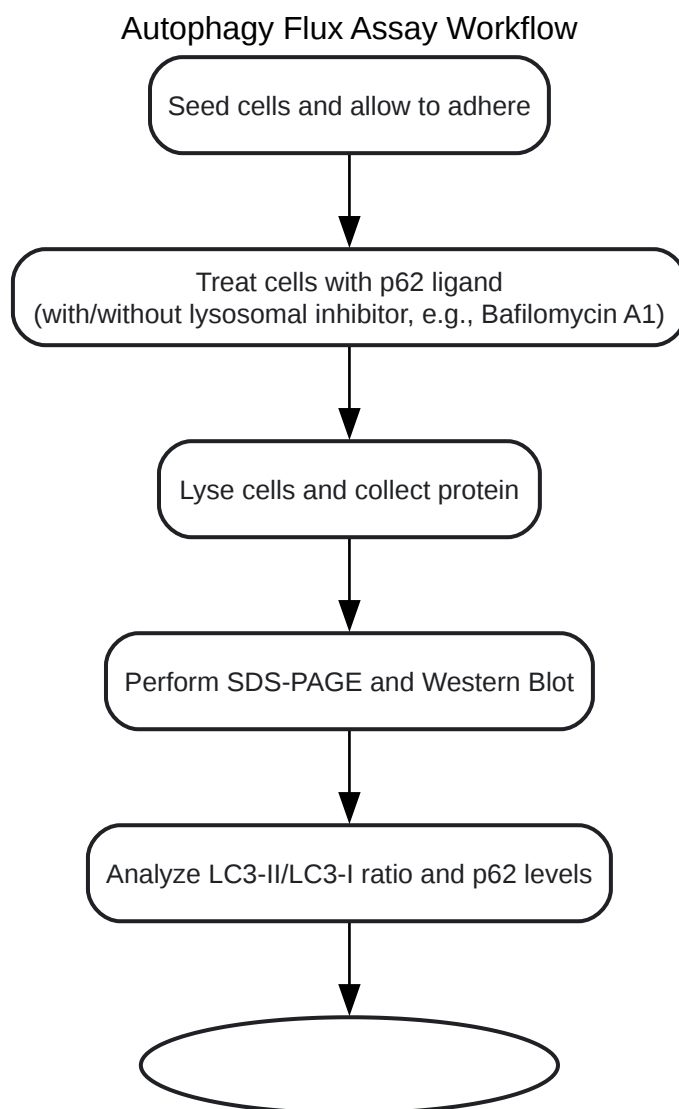 Autophagy Flux Assay Workflow
Seed cells and allow to adhere
Treat cells with p62 ligand
(with/without lysosomal inhibitor, e.g., Bafilomycin A1)
Lyse cells and collect protein
Perform SDS-PAGE and Western Blot
Analyze LC3-II/LC3-I ratio and p62 levels